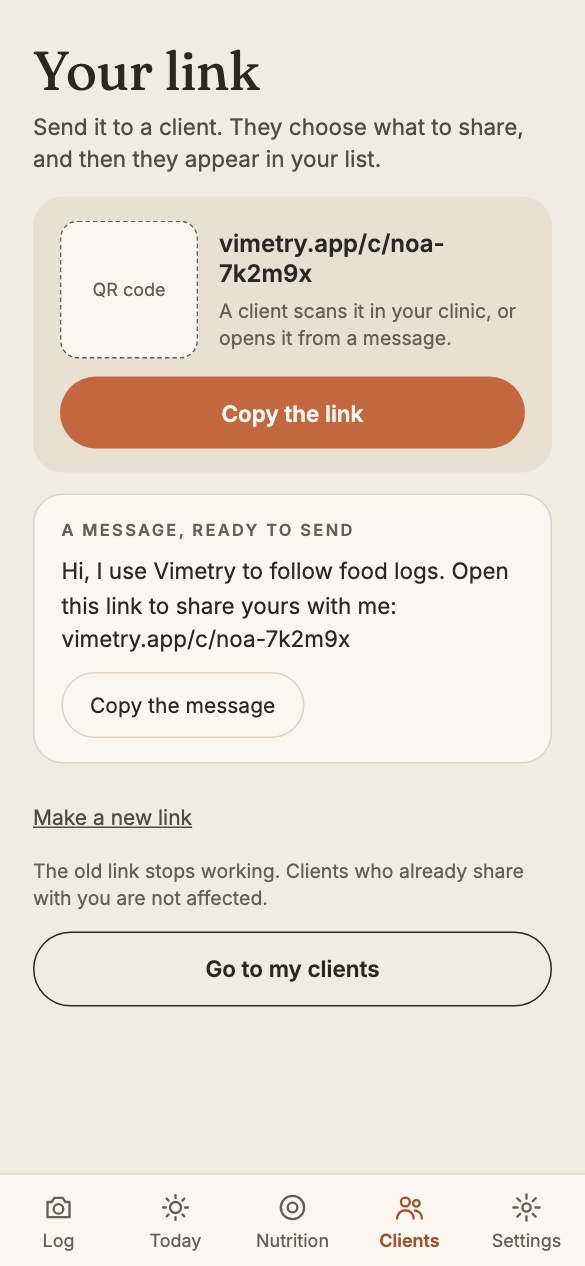 Your link
Send it to a client. They choose what to share,
and then they appear in your list.
QR code
vimetry.app/c/noa-
7k2m9x
A client scans it in your clinic, or
opens it from a message.
Copy the link
A MESSAGE, READY TO SEND
Hi, I use Vimetry to follow food logs. Open
this link to share yours with me:
vimetry.app/c/noa-7k2m9x
Copy the message
Make a new link
The old link stops working. Clients who already share
with you are not affected.
Go to my clients
Log
Today
Nutrition
Clients
Settings